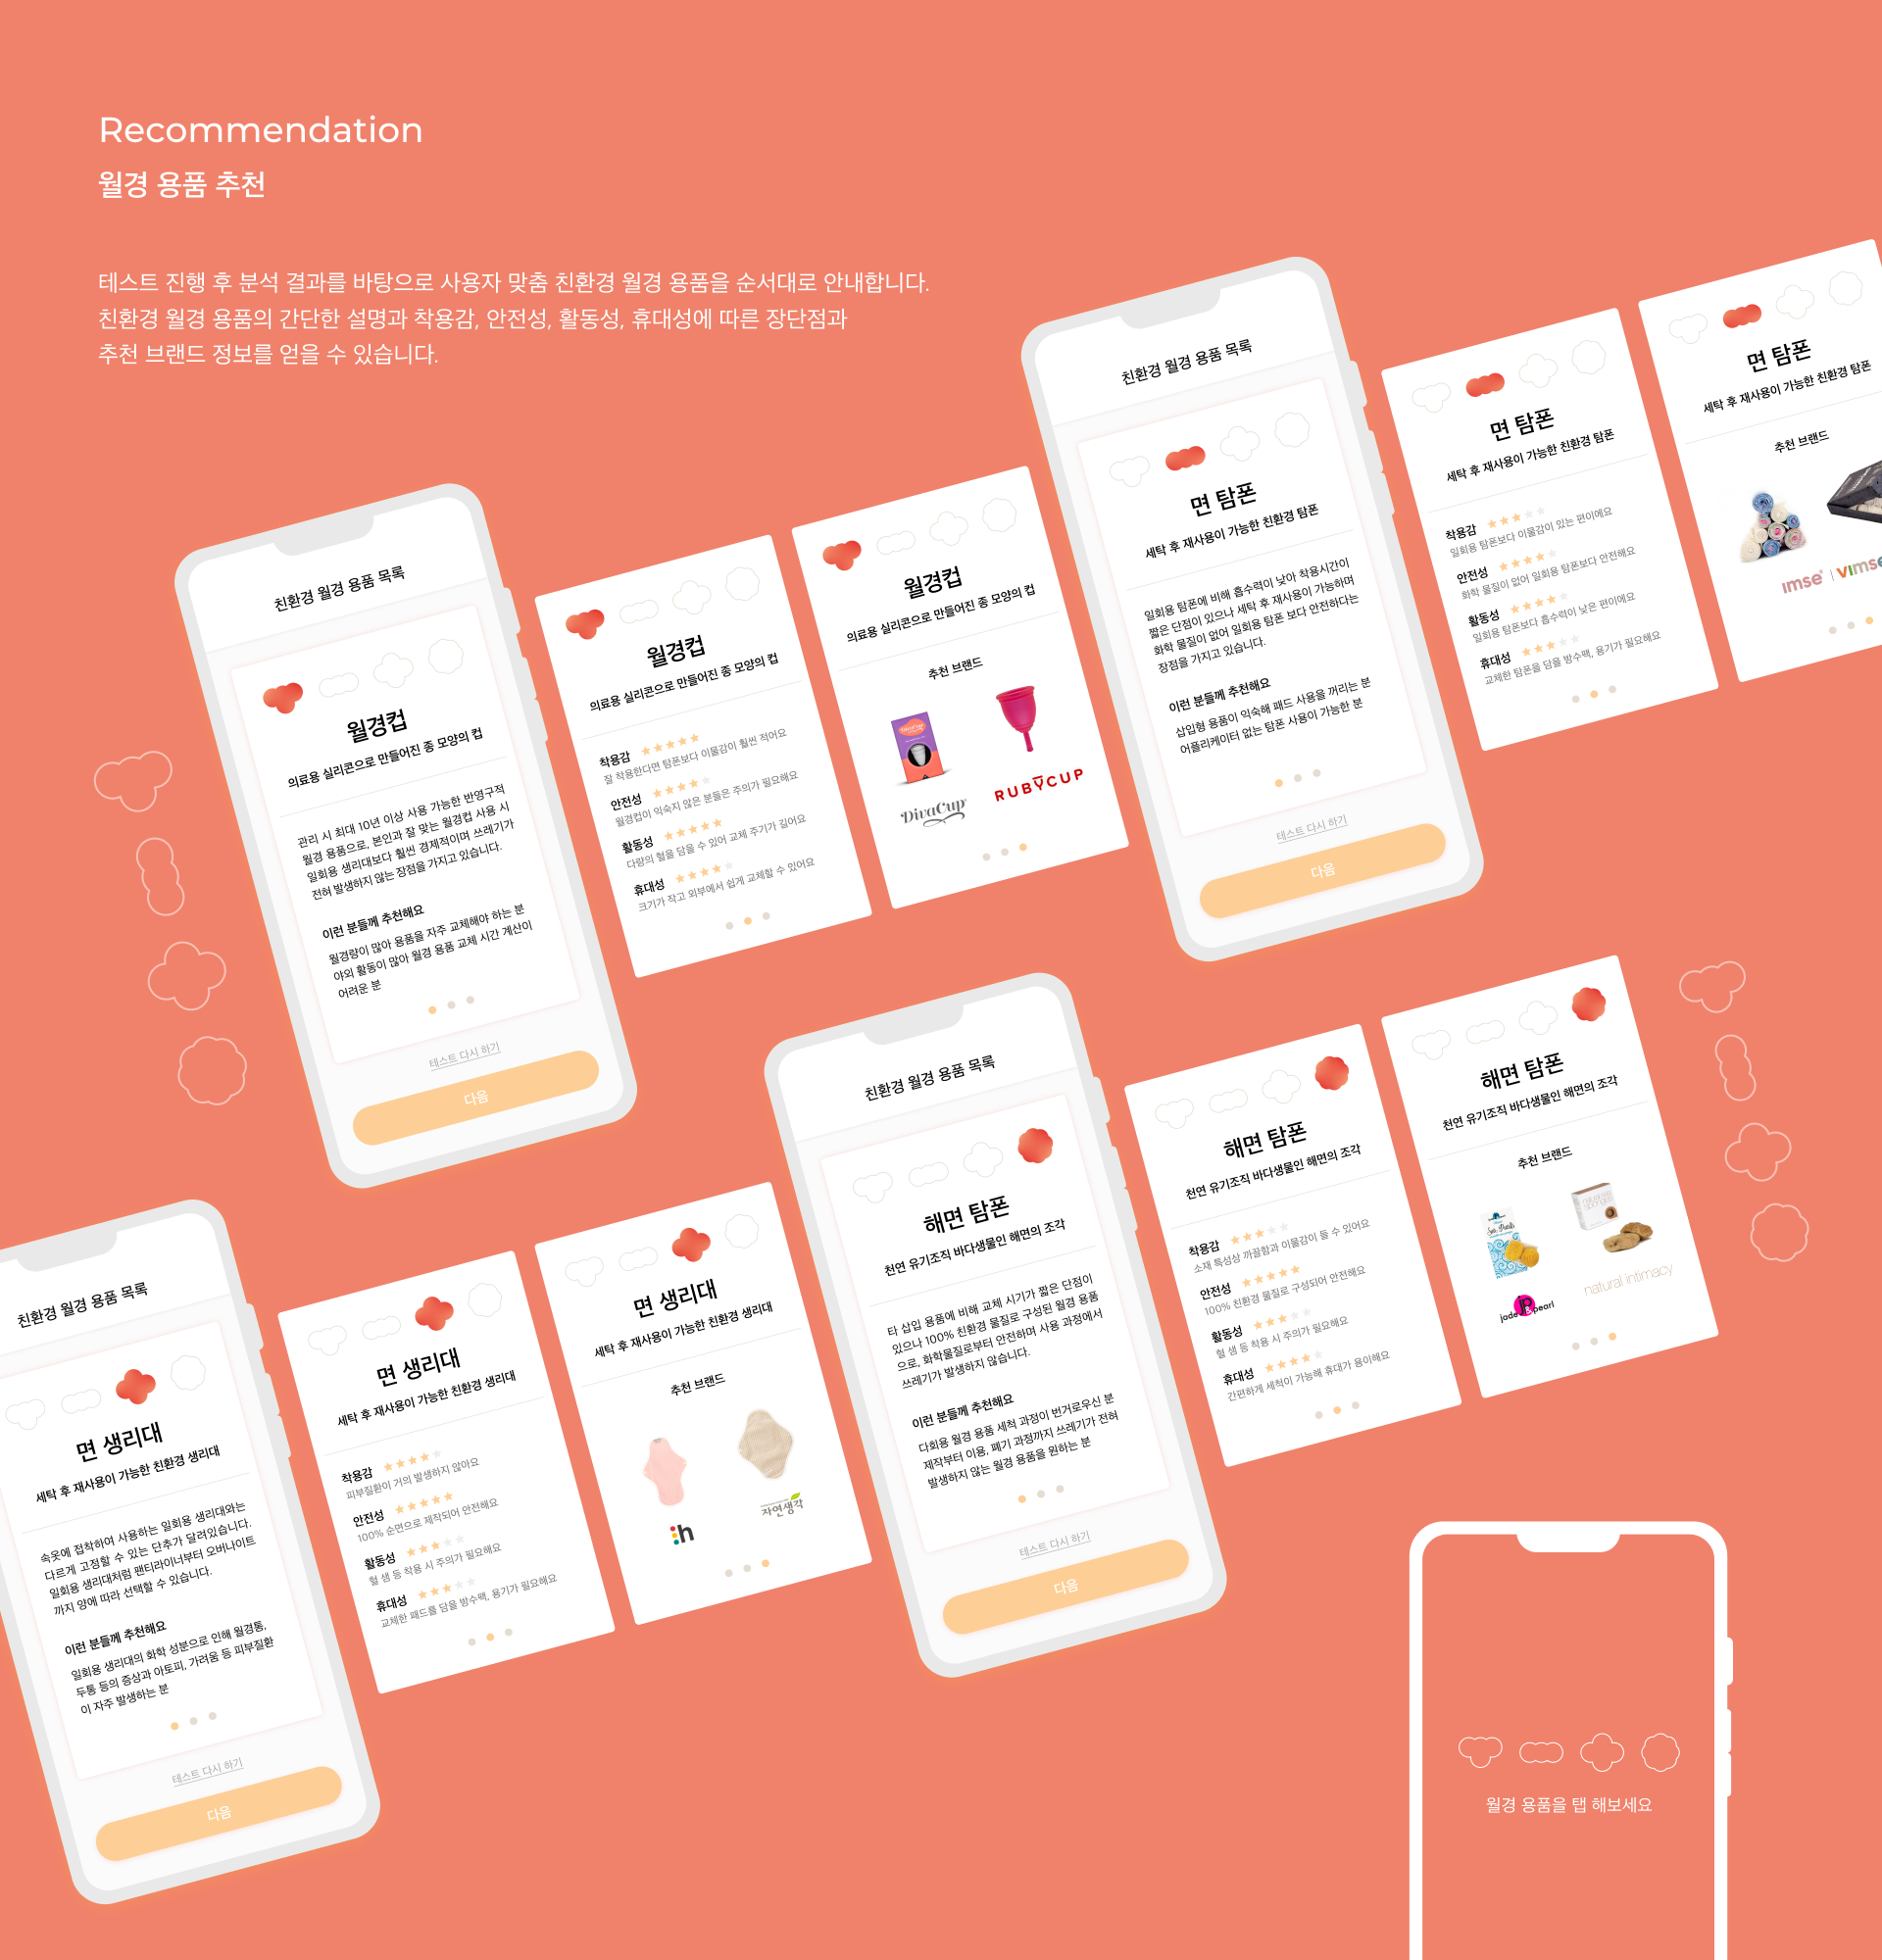 Recommendation
월경 용품 추천
테스트 진행 후 분석 결과를 바탕으로 사용자 맞춤 친환경 월경 용품을 순서대로 안내합니다.
친환경 월경 용품의 간단한 설명과 착용감, 안전성, 활동성, 휴대성에 따른 장단점과
추천 브랜드 정보를 얻을 수 있습니다.
친환경 월경 용품 목록
월경컵
의료용 실리콘으로 만들어진 종 모양의 컵
관리 시 최대 10년 이상 사용 가능한 반영구적
월경 용품으로, 본인과 잘 맞는 월경컵 사용 시
일회용 생리대보다 훨씬 경제적이며 쓰레기가
전혀 발생하지 않는 장점을 가지고 있습니다.
이런 분들께 추천해요
월경량이 많아 용품을 자주 교체해야 하는 분
야외 활동이 많아 월경 용품 교체 시간 계산이
어려운 분
테스트 다시 하기
다음
월경컵
의료용 실리콘으로 만들어진 종 모양의 컵
착용감
잘 착용한다면 탐폰보다 이물감이 훨씬 적어요
안전성
월경컵이 익숙지 않은 분들은 주의가 필요해요
활동성
다량의 혈을 담을 수 있어 교체 주기가 길어요
휴대성
크기가 작고 외부에서 쉽게 교체할 수 있어요
월경컵
의료용 실리콘으로 만들어진 종 모양의 컵
추천 브랜드
DivaCup
RUBYCUP
친환경 월경 용품 목록
면 탐폰
세탁 후 재사용이 가능한 친환경 탐폰
일회용 탐폰에 비해 흡수력이 낮아 착용시간이
짧은 단점이 있으나 세탁 후 재사용이 가능하며
화학 물질이 없어 일회용 탐폰 보다 안전하다는
장점을 가지고 있습니다.
이런 분들께 추천해요
삽입형 용품이 익숙해 패드 사용을 꺼리는 분
어플리케이터 없는 탐폰 사용이 가능한 분
테스트 다시 하기
다음
면 탐폰
세탁 후 재사용이 가능한 친환경 탐폰
착용감
일회용 탐폰보다 이물감이 있는 편이에요
안전성
화학 물질이 없어 일회용 탐폰보다 안전해요
활동성
일회용 탐폰보다 흡수력이 낮은 편이에요
휴대성
교체한 탐폰을 담을 방수팩, 용기가 필요해요
면 탐폰
세탁 후 재사용이 가능한 친환경 탐폰
추천 브랜드
imse | vimse
친환경 월경 용품 목록
면 생리대
세탁 후 재사용이 가능한 친환경 생리대
속옷에 접착하여 사용하는 일회용 생리대와는
다르게 고정할 수 있는 단추가 달려있습니다.
일회용 생리대처럼 팬티라이너부터 오버나이트
까지 양에 따라 선택할 수 있습니다.
이런 분들께 추천해요
일회용 생리대의 화학 성분으로 인해 월경통,
두통 등의 증상과 아토피, 가려움 등 피부질환
이 자주 발생하는 분
테스트 다시 하기
다음
면 생리대
세탁 후 재사용이 가능한 친환경 생리대
착용감
피부질환이 거의 발생하지 않아요
안전성
100% 순면으로 제작되어 안전해요
활동성
혈 샘 등 착용 시 주의가 필요해요
휴대성
교체한 패드를 담을 방수팩, 용기가 필요해요
면 생리대
세탁 후 재사용이 가능한 친환경 생리대
추천 브랜드
h
자연생각
친환경 월경 용품 목록
해면 탐폰
천연 유기조직 바다생물인 해면의 조각
타 삽입 용품에 비해 교체 시기가 짧은 단점이
있으나 100% 친환경 물질로 구성된 월경 용품
으로, 화학물질로부터 안전하며 사용 과정에서
쓰레기가 발생하지 않습니다.
이런 분들께 추천해요
다회용 월경 용품 세척 과정이 번거로우신 분
제작부터 이용, 폐기 과정까지 쓰레기가 전혀
발생하지 않는 월경 용품을 원하는 분
테스트 다시 하기
다음
해면 탐폰
천연 유기조직 바다생물인 해면의 조각
착용감
소재 특성상 까끌함과 이물감이 들 수 있어요
안전성
100% 친환경 물질로 구성되어 안전해요
활동성
혈 샘 등 착용 시 주의가 필요해요
휴대성
간편하게 세척이 가능해 휴대가 용이해요
해면 탐폰
천연 유기조직 바다생물인 해면의 조각
추천 브랜드
Sea Pearls
jade & pearl
natural intimacy
월경 용품을 탭 해보세요